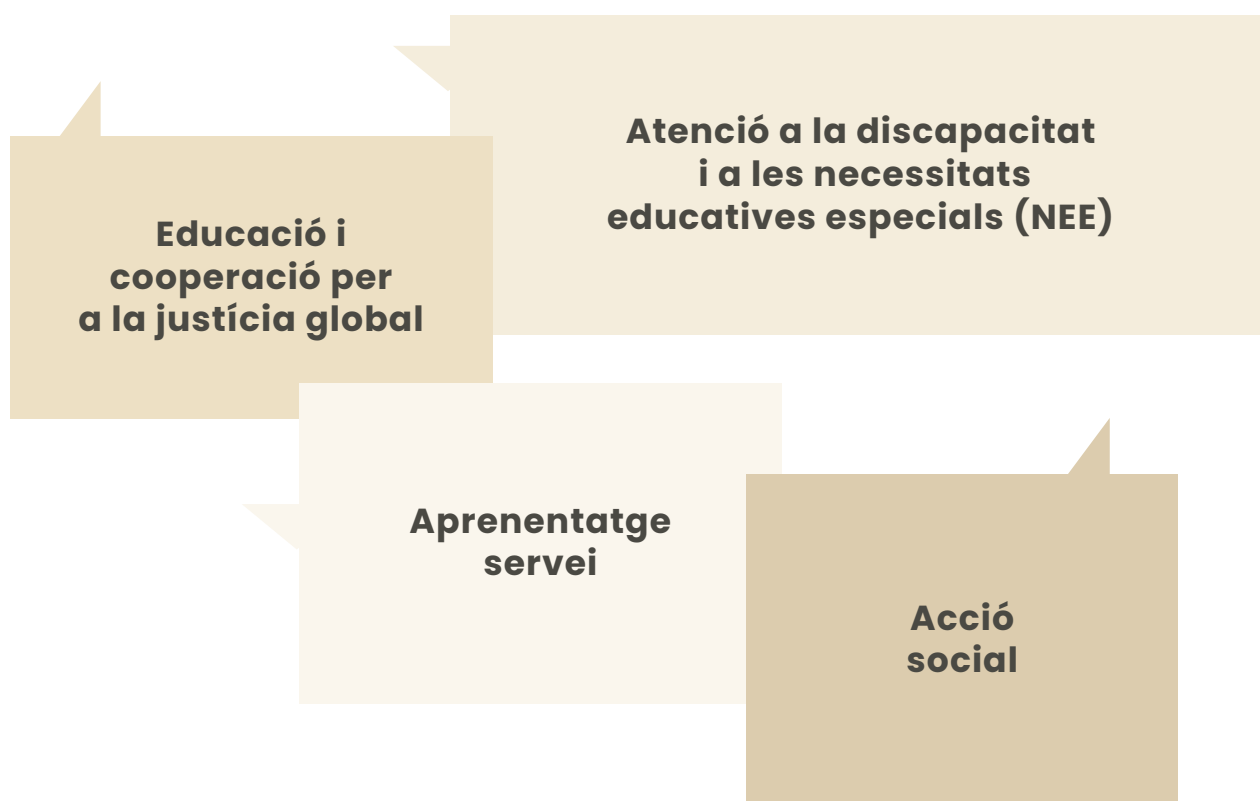 Atenció a la discapacitat
i a les necessitats
educatives especials (NEE)
Educació i
cooperació per
a la justícia global
Aprenentatge
servei
Acció
social